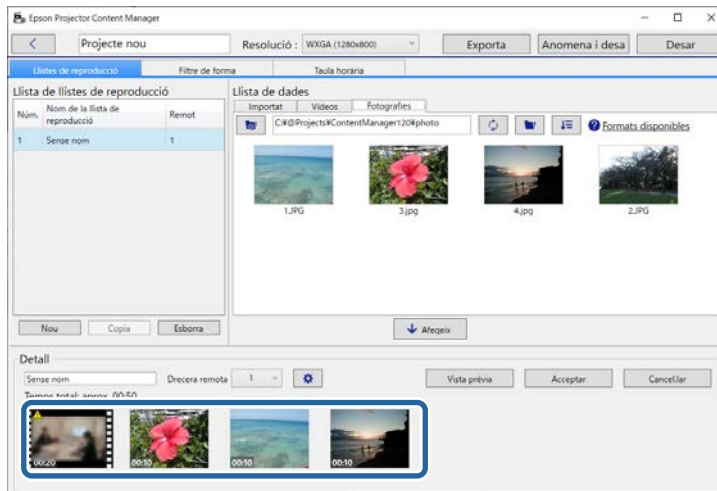 Epson Projector Content Manager
Projecte nou
Resolució :
WXGA (1280x800)
Exporta
Anomena i desa
Desar
Llistes de reproducció
Filtre de forma
Taula horària
Llista de llistes de reproducció
Núm.
Nom de la llista de
reproducció
Remot
1
Sense nom
1
Nou
Copia
Esborra
Llista de dades
Importat
Vídeos
Fotografies
C:¥@Projects¥ContentManager120¥photo
Formats disponibles
1.JPG
3.jpg
4.jpg
2.JPG
Afegeix
Detall
Sense nom
Drecera remota
1
Vista prèvia
Acceptar
Cancel·lar
Temps total: aprox. 00:50
00:20
00:10
00:10
00:10